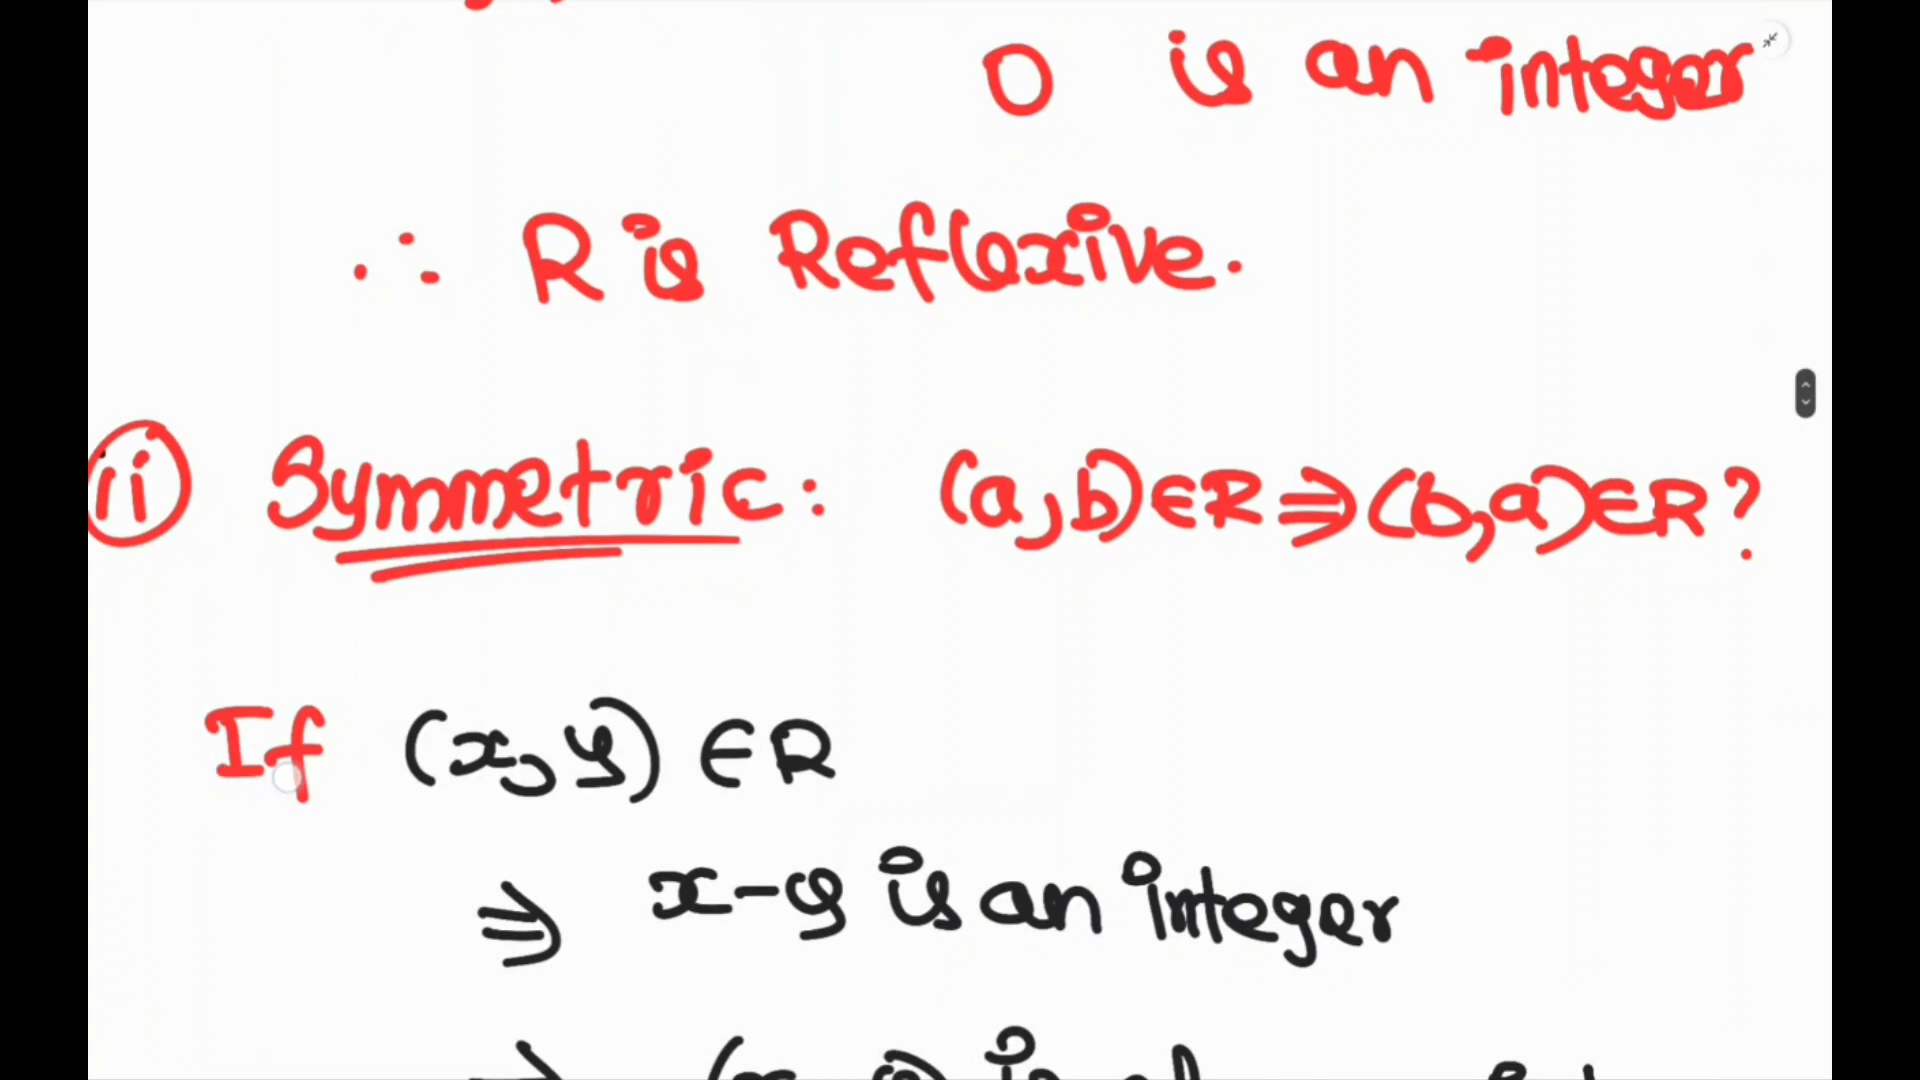 0 is an integer
∴ R is Reflexive.
ii Symmetric: (a,b)∈R⇒(b,a)∈R?
If (x,y) ∈R
⇒ x-y is an integer